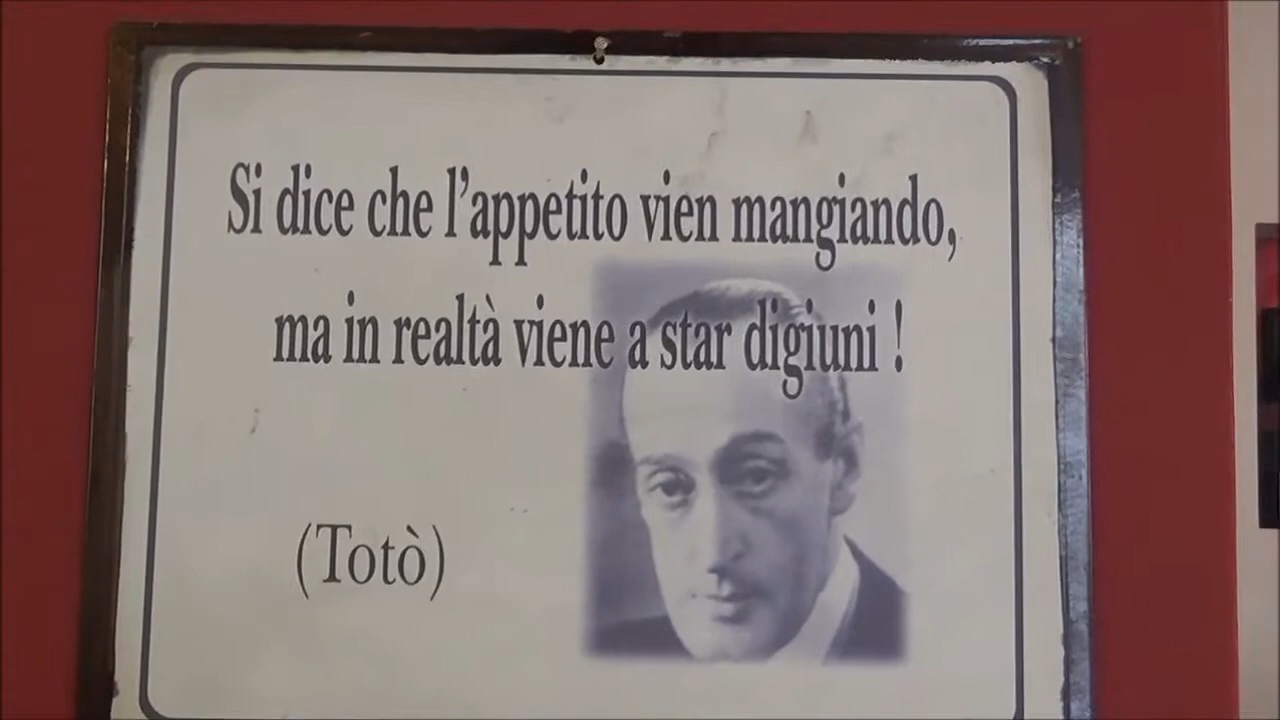 Si dice che l'appetito vien mangiando,
ma in realtà viene a star digiuni !
(Totò)